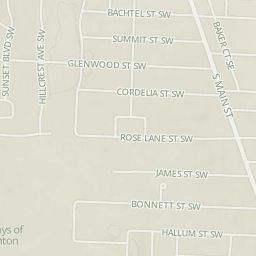 BACHTEL ST SW
SUMMIT ST SW
GLENWOOD ST SW
CORDELIA ST SW
ROSE LANE ST SW
JAMES ST SW
BONNETT ST SW
HALLUM ST SW
SUNSET BLVD SW
HILLCREST AVE SW
BAKER CT SE
S MAIN ST
ys of
nton